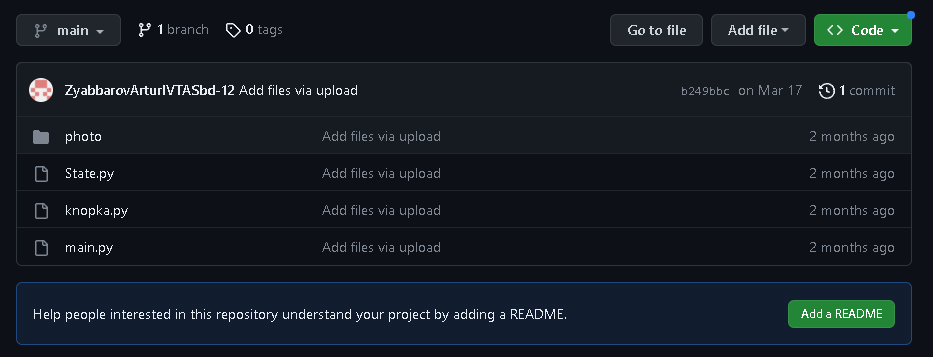 main 1 branch 0 tags Go to file Add file Code
ZyabbarovArturIVTASbd-12 Add files via upload b249bbc on Mar 17 1 commit
photo Add files via upload 2 months ago
State.py Add files via upload 2 months ago
knopka.py Add files via upload 2 months ago
main.py Add files via upload 2 months ago
Help people interested in this repository understand your project by adding a README. Add a README